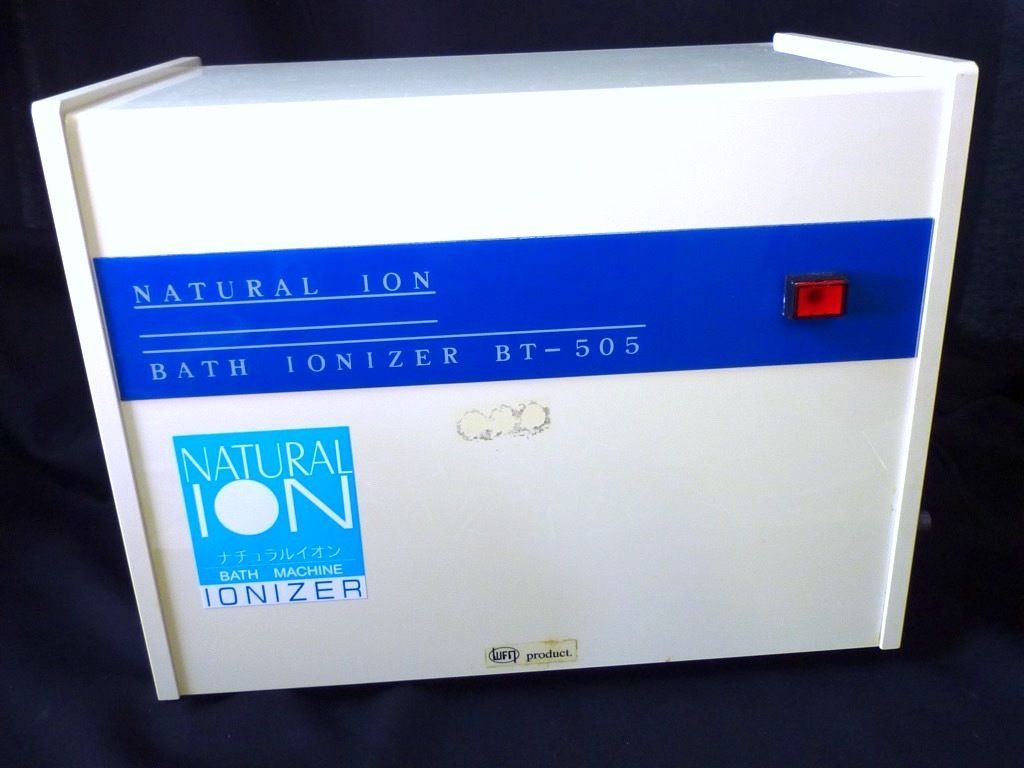 NATURAL ION
BATH IONIZER BT-505
NATURAL
ION
ナチュラルイオン
BATH MACHINE
IONIZER
product.